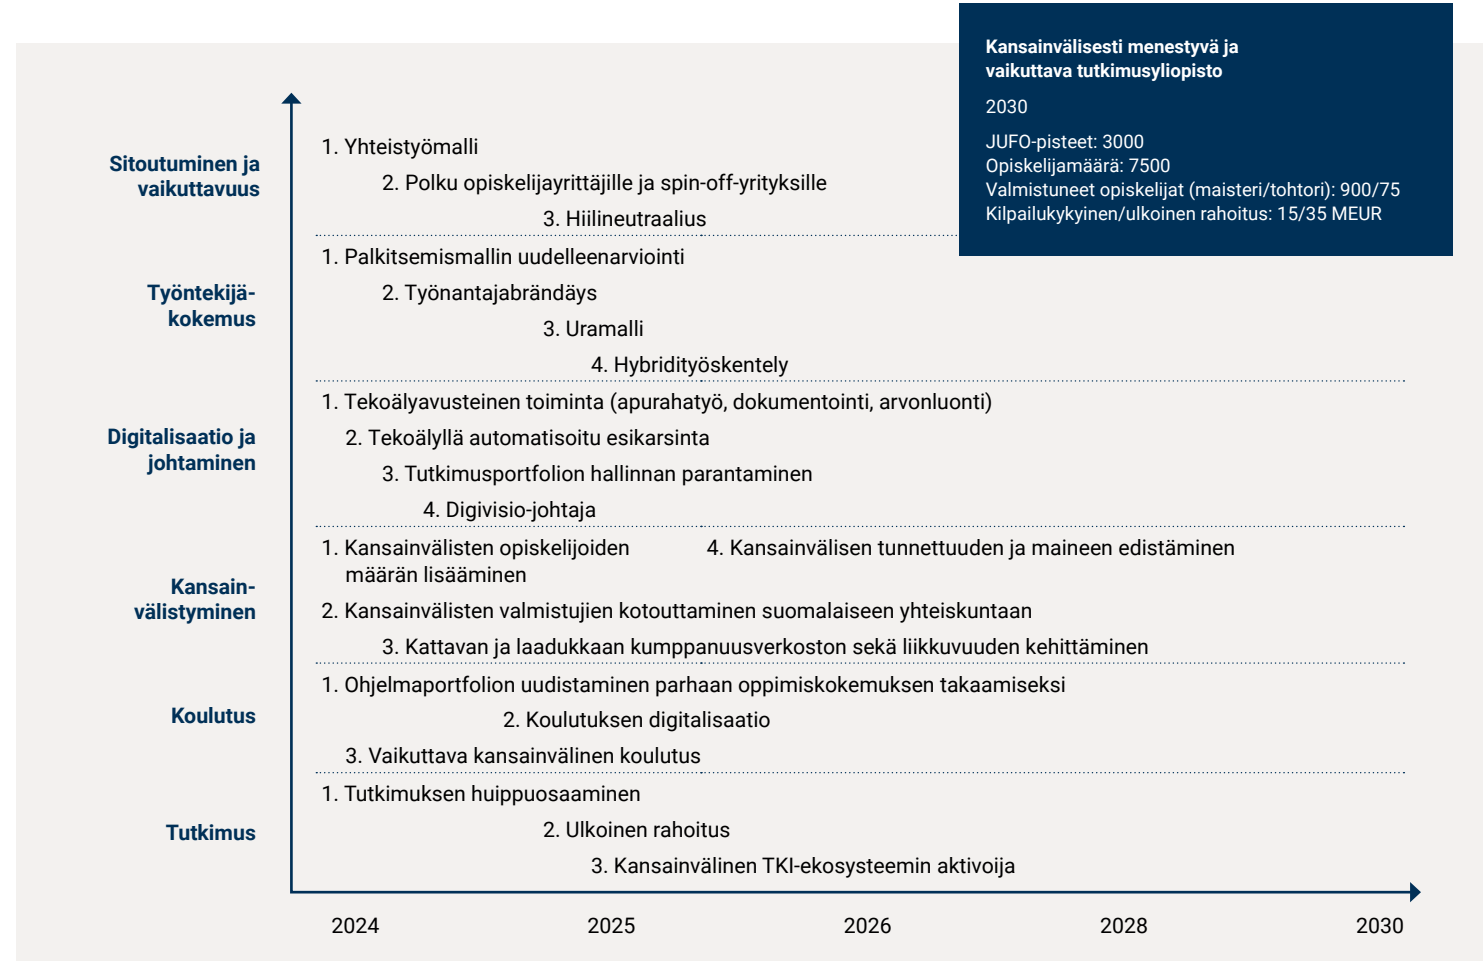 Kansainvälisesti menestyvä ja
vaikuttava tutkimusyliopisto
2030
JUFO-pisteet: 3000
Opiskelijamäärä: 7500
Valmistuneet opiskelijat (maisteri/tohtori): 900/75
Kilpailukykyinen/ulkoinen rahoitus: 15/35 MEUR
Sitoutuminen ja
vaikuttavuus
1. Yhteistyömalli
2. Polku opiskelijayrittäjille ja spin-off-yrityksille
3. Hiilineutraalius
Työntekijä-
kokemus
1. Palkitsemismallin uudelleenarviointi
2. Työnantajabrändäys
3. Uramalli
4. Hybridityöskentely
Digitalisaatio ja
johtaminen
1. Tekoälyavusteinen toiminta (apurahatyö, dokumentointi, arvonluonti)
2. Tekoälyllä automatisoitu esikarsinta
3. Tutkimusportfolion hallinnan parantaminen
4. Digivisio-johtaja
Kansain-
välistyminen
1. Kansainvälisten opiskelijoiden
määrän lisääminen
4. Kansainvälisen tunnettuuden ja maineen edistäminen
2. Kansainvälisten valmistujien kotouttaminen suomalaiseen yhteiskuntaan
3. Kattavan ja laadukkaan kumppanuusverkoston sekä liikkuvuuden kehittäminen
Koulutus
1. Ohjelmaportfolion uudistaminen parhaan oppimiskokemuksen takaamiseksi
2. Koulutuksen digitalisaatio
3. Vaikuttava kansainvälinen koulutus
Tutkimus
1. Tutkimuksen huippuosaaminen
2. Ulkoinen rahoitus
3. Kansainvälinen TKI-ekosysteemin aktivoija
2024
2025
2026
2028
2030